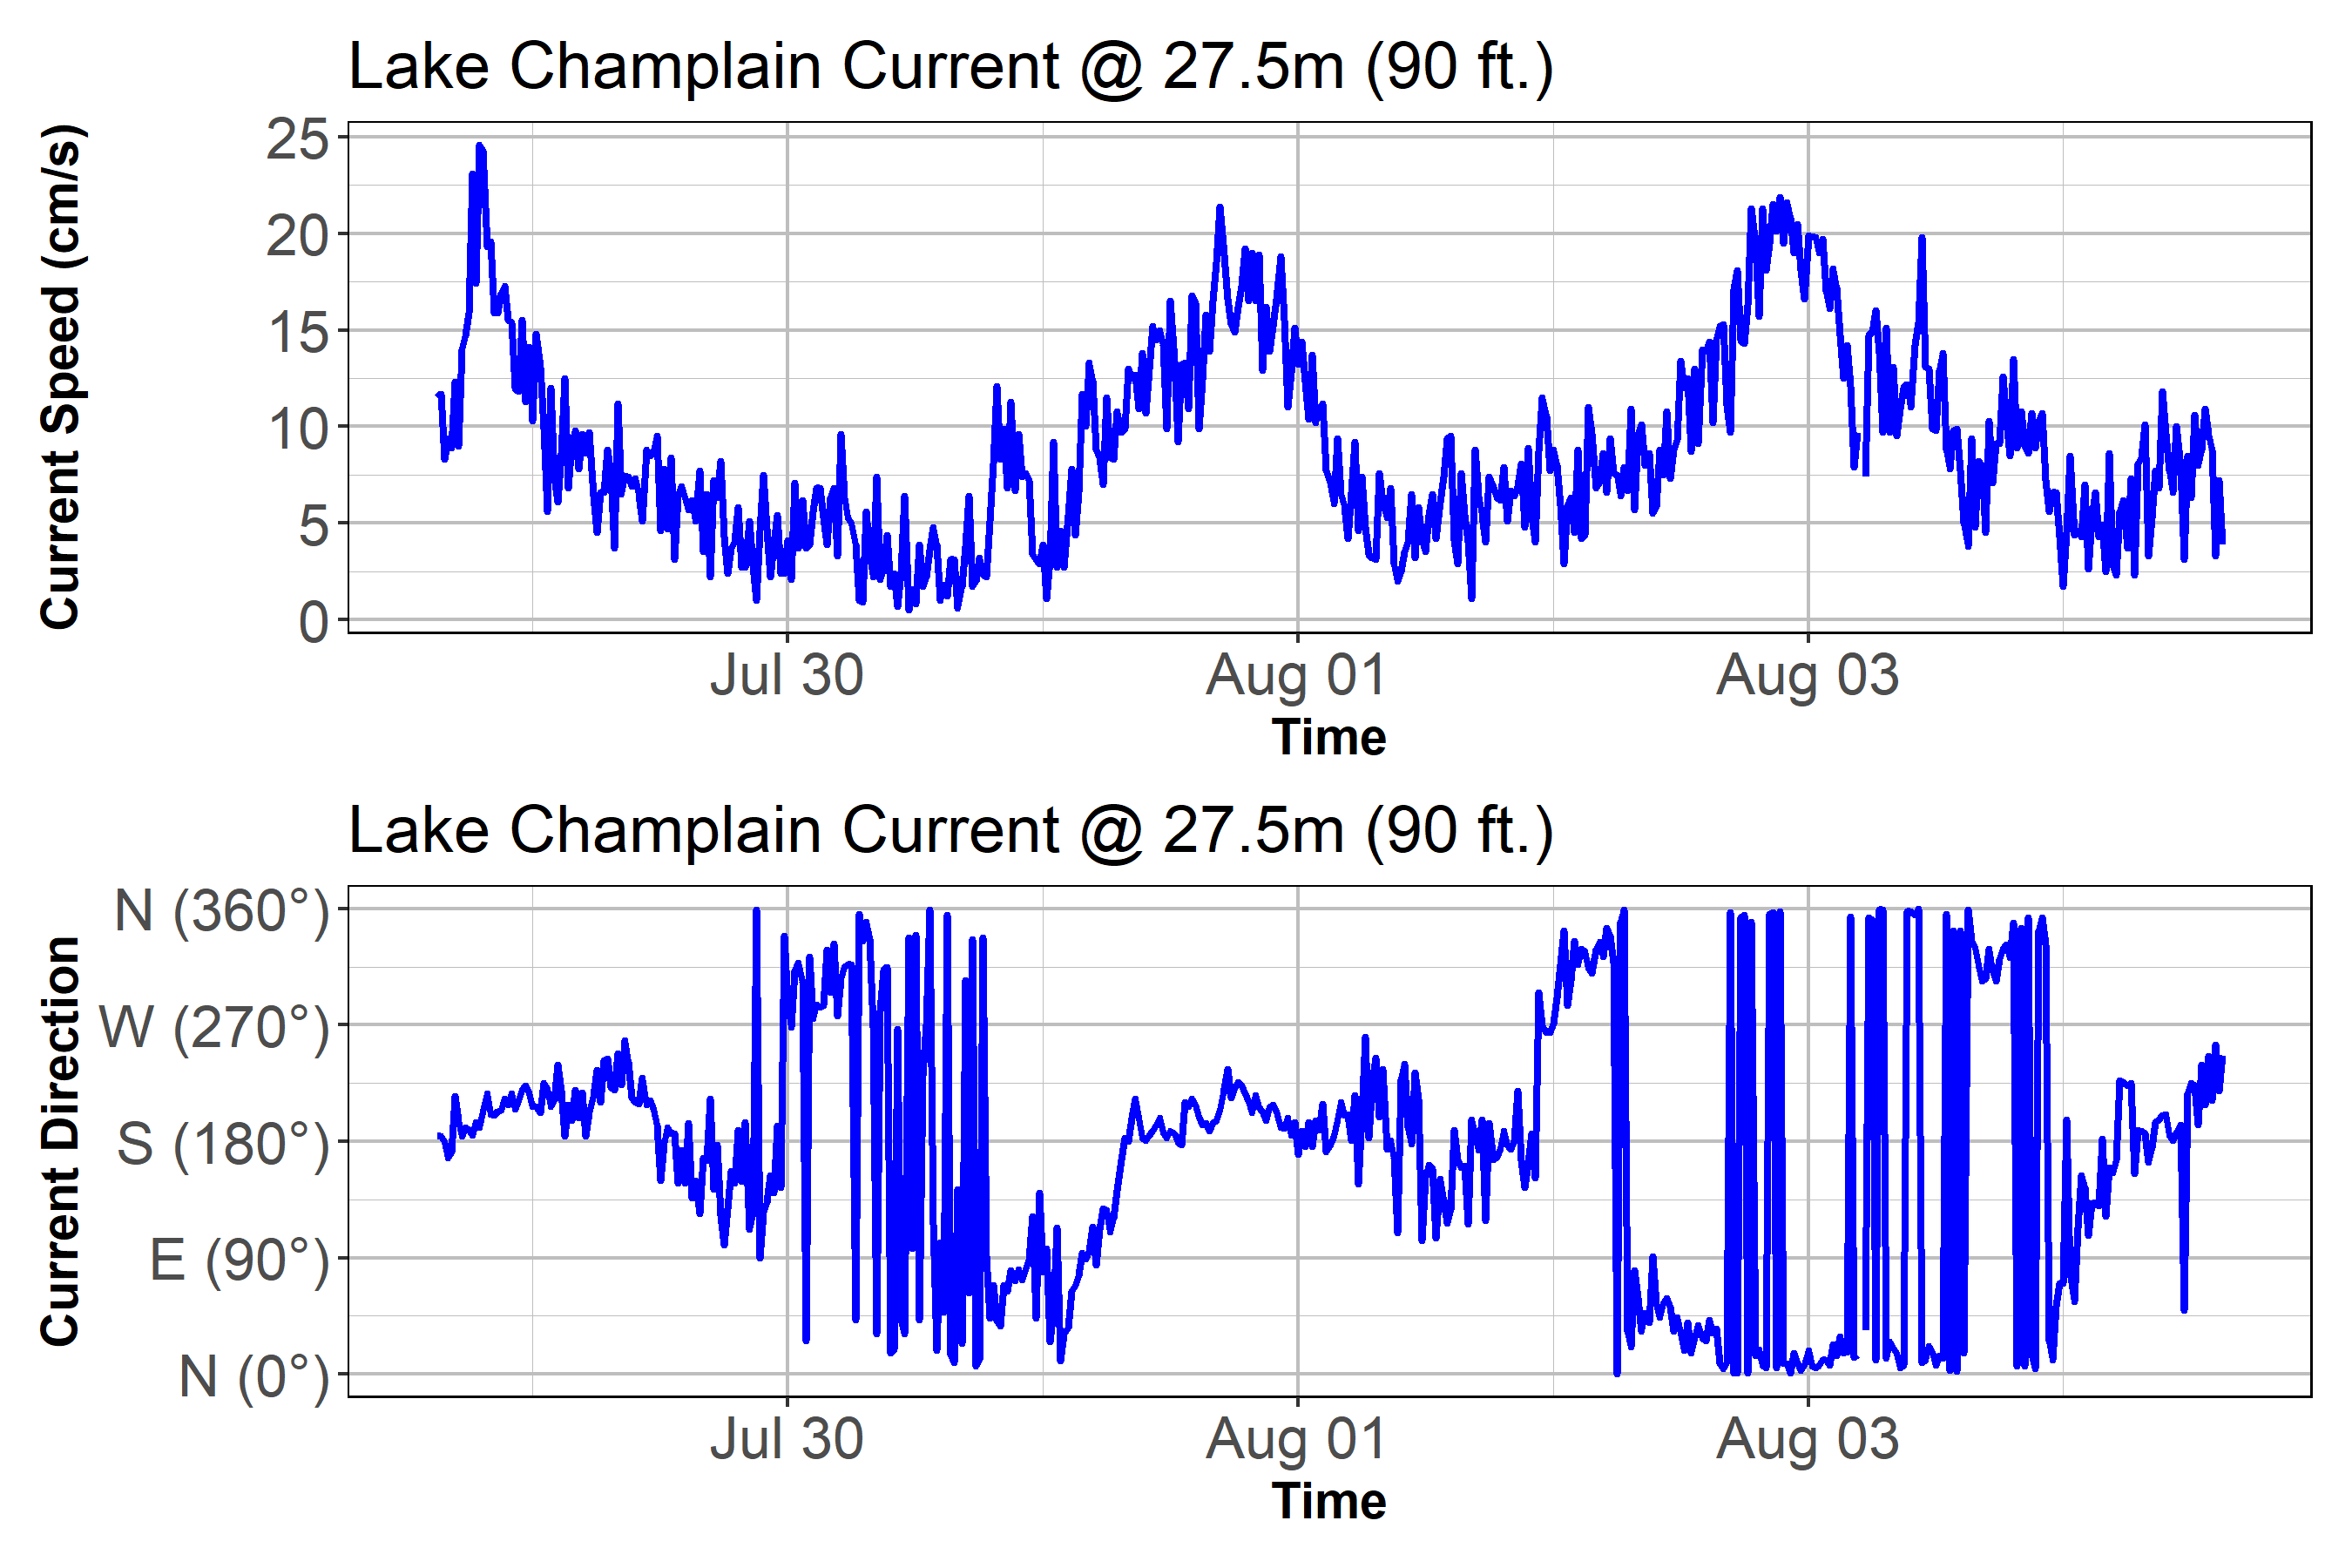 Lake Champlain Current @ 27.5m (90 ft.)
Current Speed (cm/s)
25
20
15
10
5
0
Jul 30 Aug 01 Aug 03
Time
Lake Champlain Current @ 27.5m (90 ft.)
Current Direction
N (360°)
W (270°)
S (180°)
E (90°)
N (0°)
Jul 30 Aug 01 Aug 03
Time